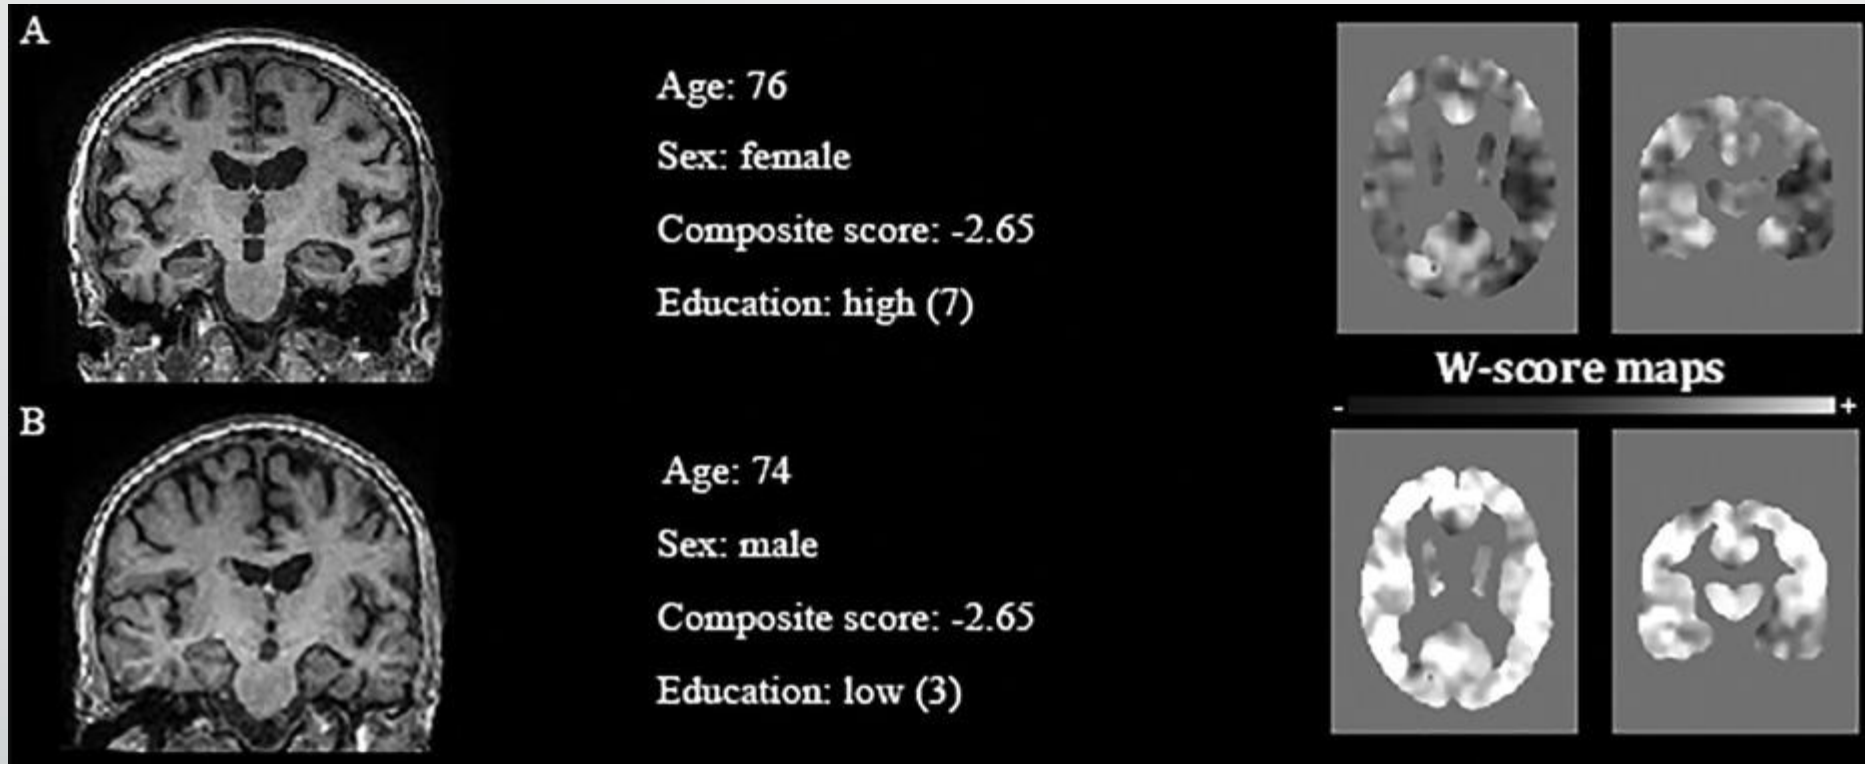 A
Age: 76
Sex: female
Composite score: -2.65
Education: high (7)
W-score maps
- +
B
Age: 74
Sex: male
Composite score: -2.65
Education: low (3)